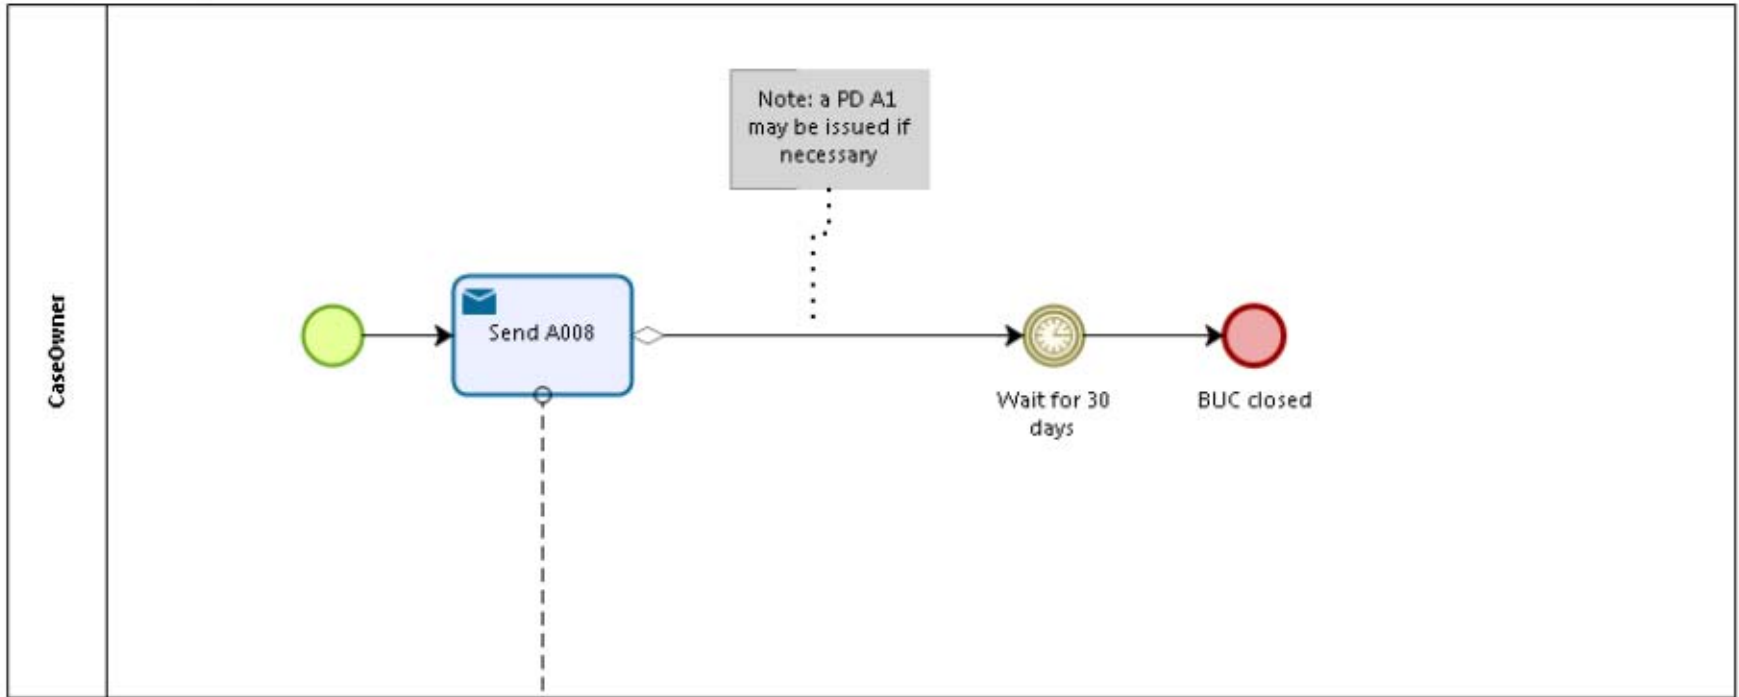 CaseOwner
Note: a PD A1
may be issued if
necessary
Send A008
Wait for 30
days
BUC closed